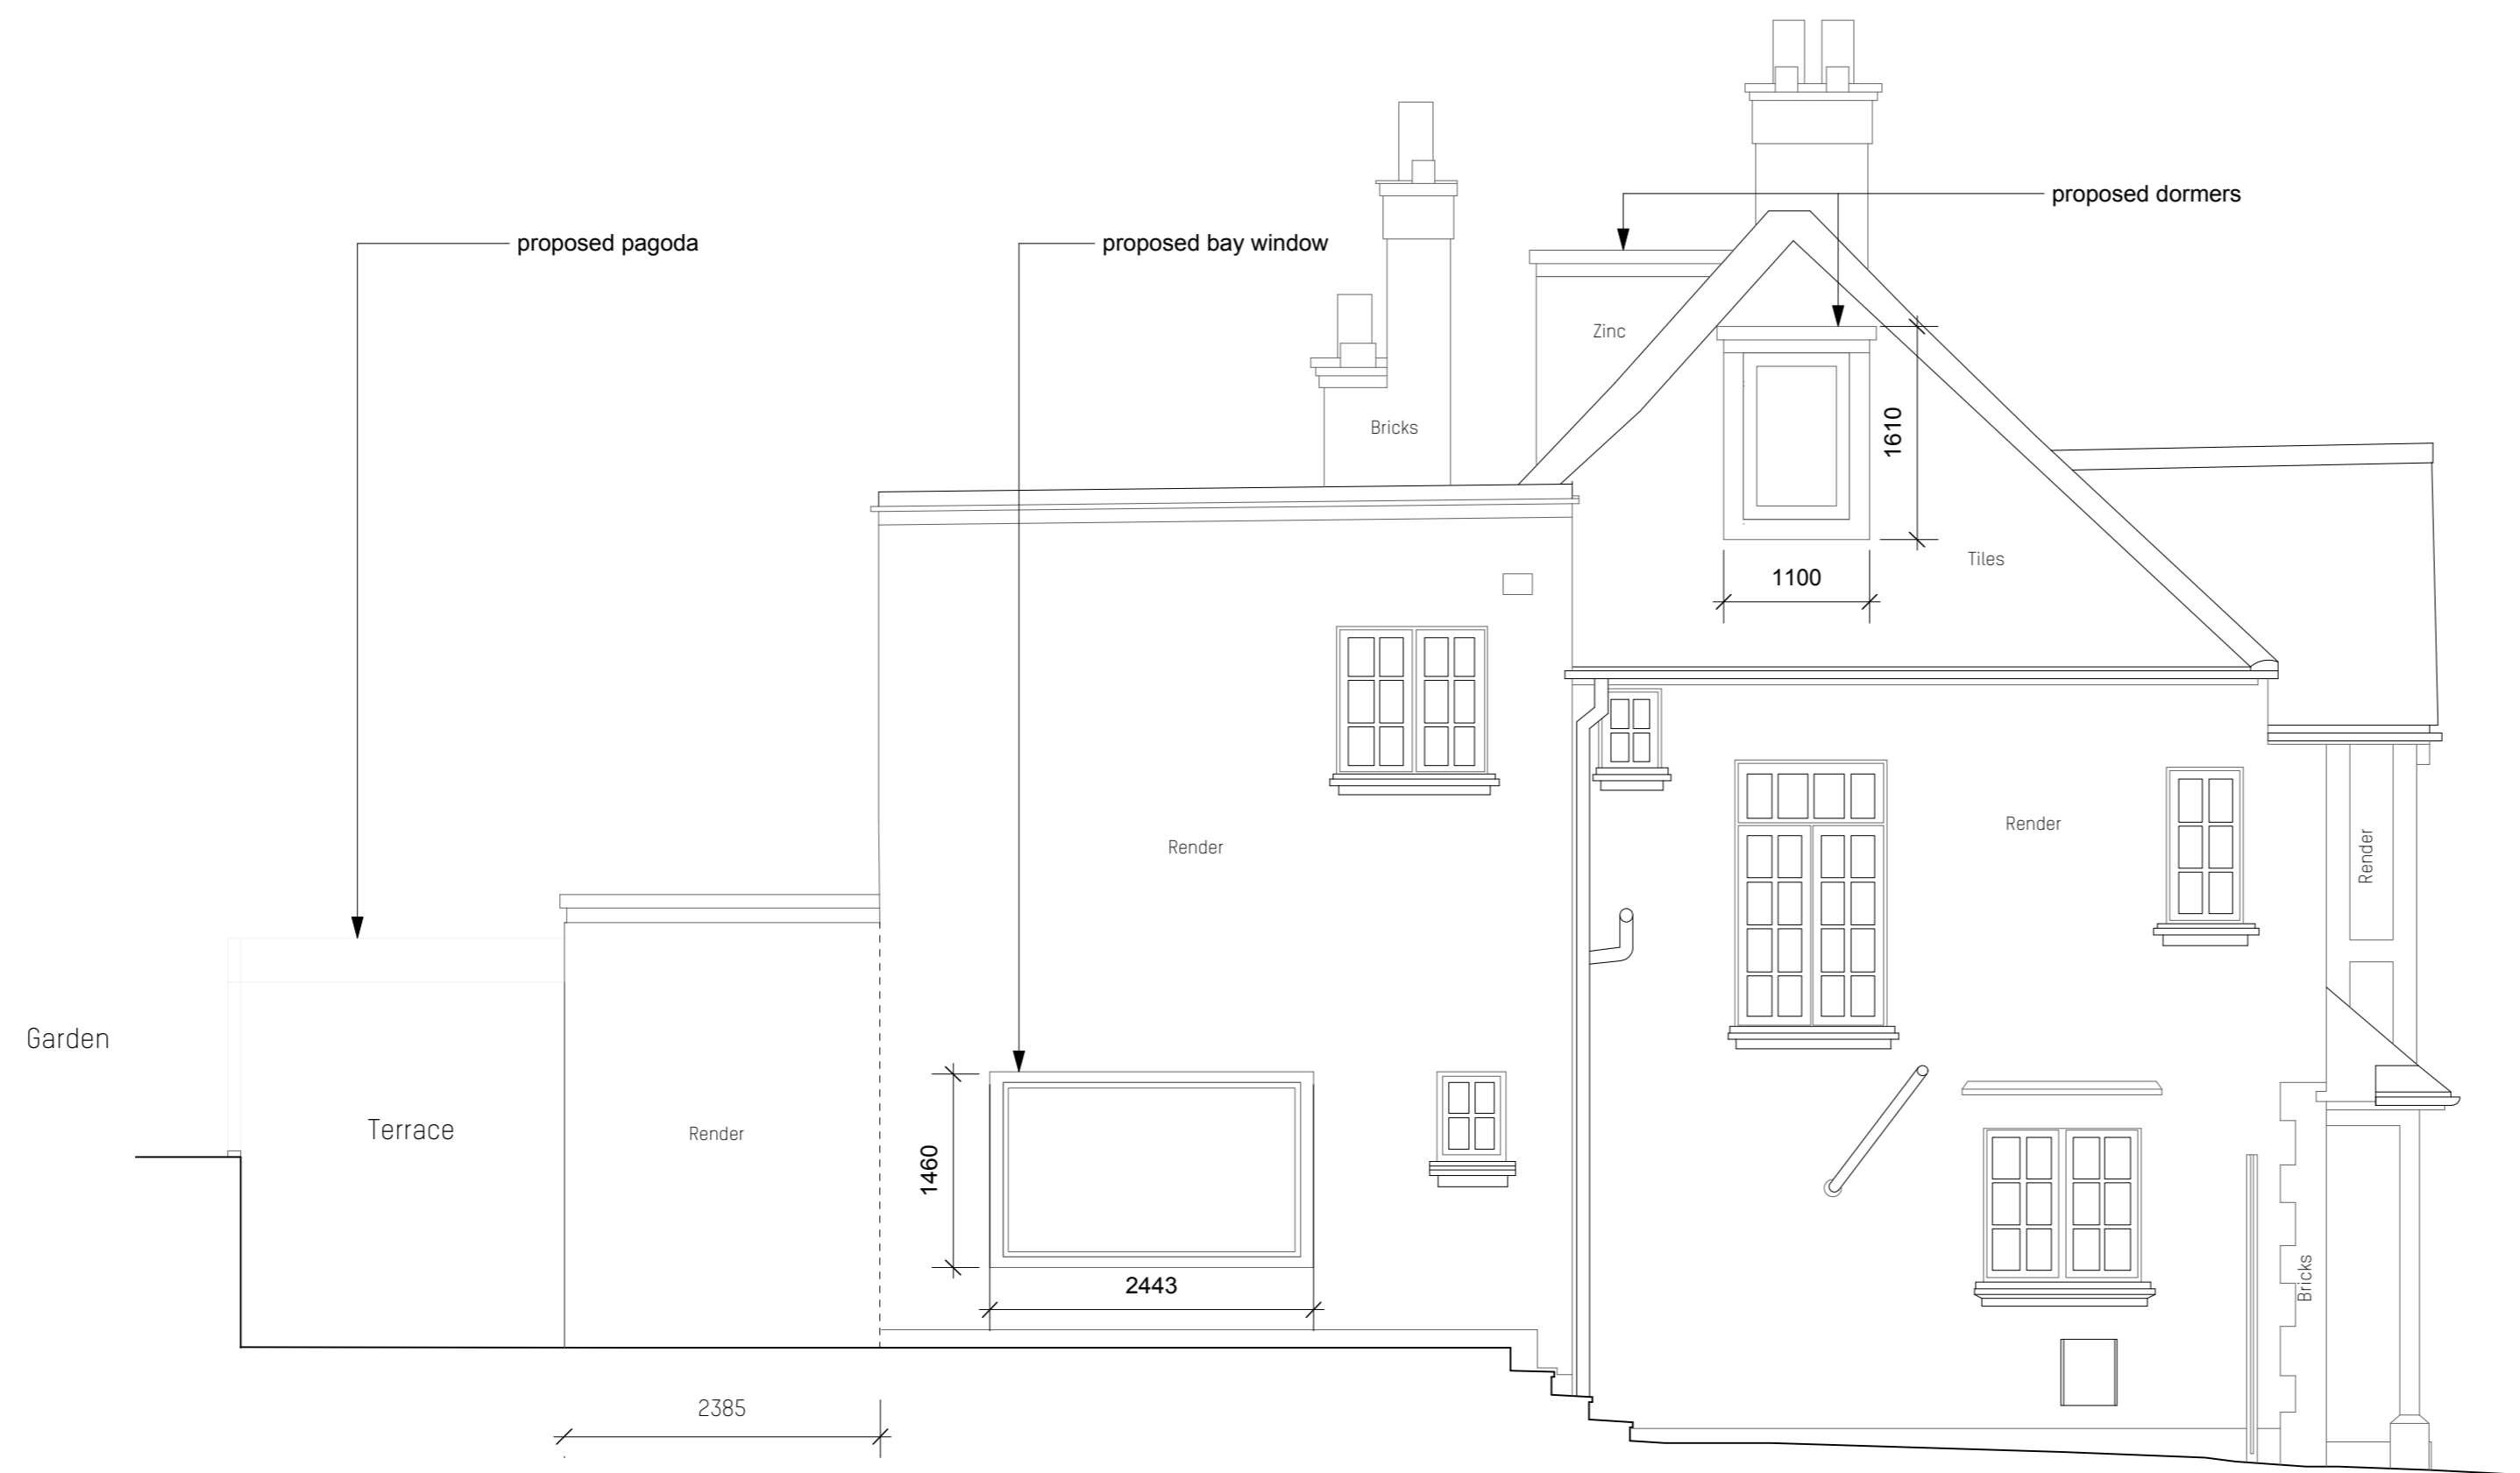 proposed dormers
proposed pagoda
proposed bay window
Zinc
Bricks
1610
Tiles
1100
Render
Render
Render
Garden
Terrace
Render
1460
2443
Bricks
2385